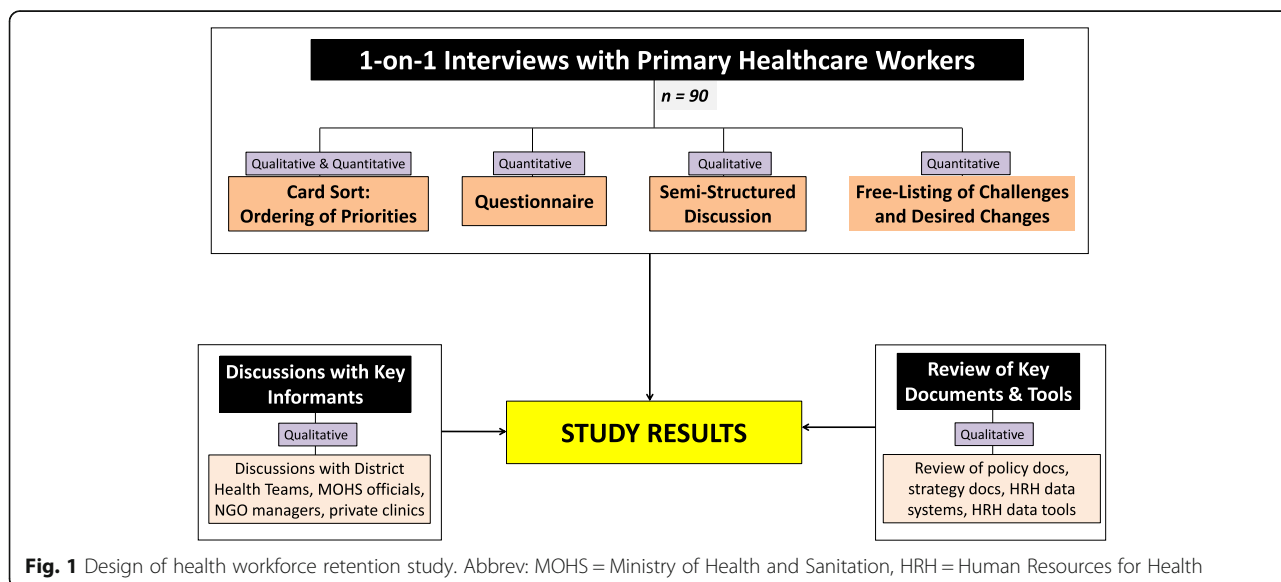 1-on-1 Interviews with Primary Healthcare Workers
n = 90
Qualitative & Quantitative
Card Sort:
Ordering of Priorities
Quantitative
Questionnaire
Qualitative
Semi-Structured
Discussion
Quantitative
Free-Listing of Challenges
and Desired Changes
Discussions with Key
Informants
Qualitative
Discussions with District
Health Teams, MOHS officials,
NGO managers, private clinics
STUDY RESULTS
Review of Key
Documents & Tools
Qualitative
Review of policy docs,
strategy docs, HRH data
systems, HRH data tools
Fig. 1 Design of health workforce retention study. Abbrev: MOHS = Ministry of Health and Sanitation, HRH = Human Resources for Health